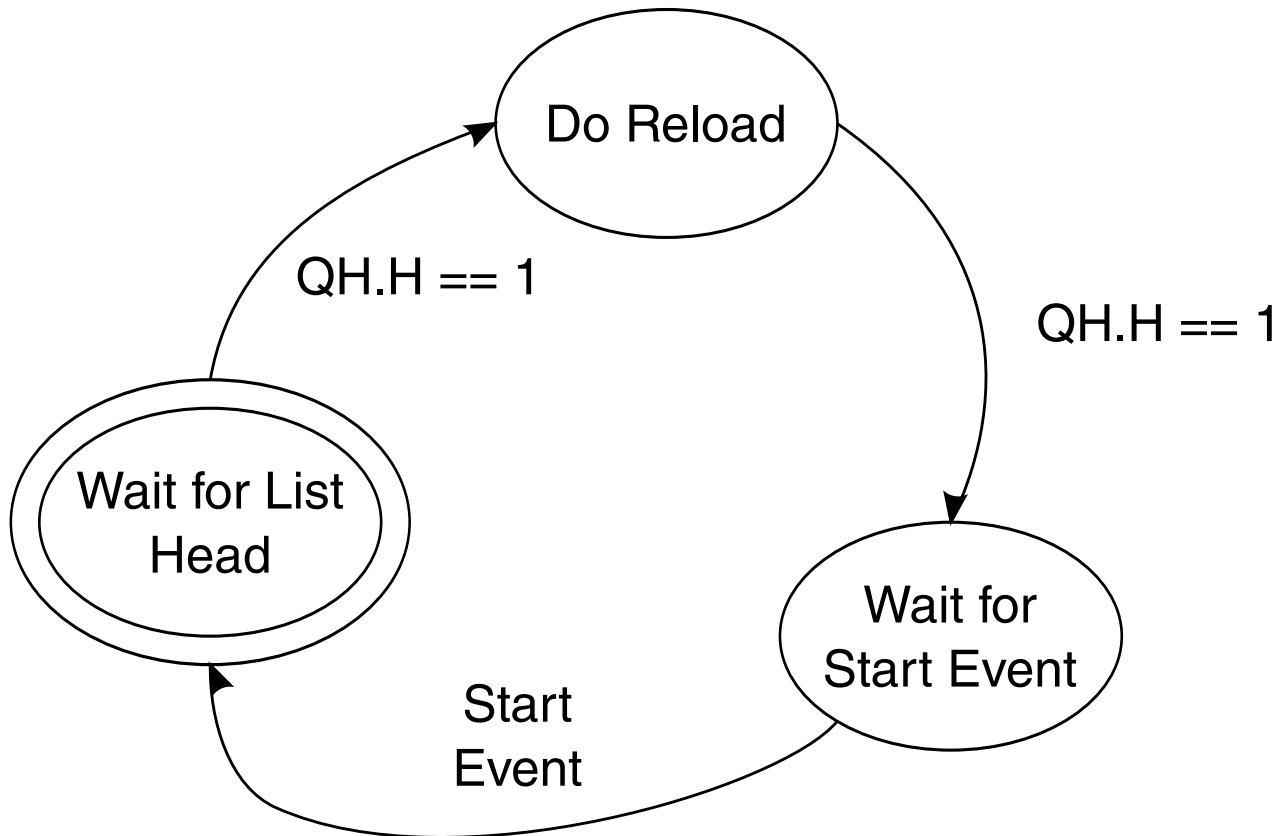 Do Reload
QH.H == 1
QH.H == 1
Wait for List
Head
Wait for
Start Event
Start
Event